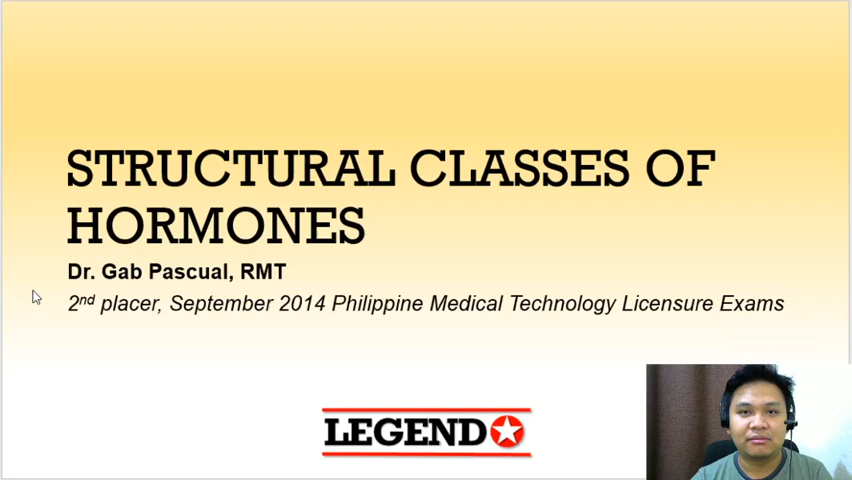 STRUCTURAL CLASSES OF
HORMONES
Dr. Gab Pascual, RMT
2nd placer, September 2014 Philippine Medical Technology Licensure Exams
LEGEND